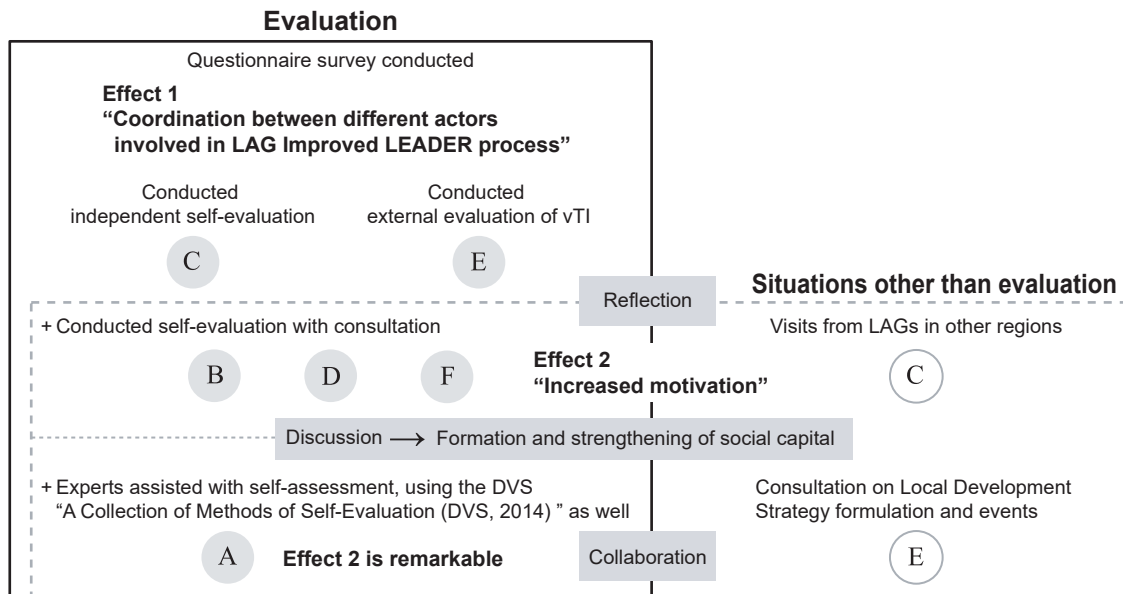 Evaluation
Questionnaire survey conducted
Effect 1
“Coordination between different actors
involved in LAG Improved LEADER process”
Conducted
independent self-evaluation
Conducted
external evaluation of vTI
C
E
Reflection
Situations other than evaluation
+ Conducted self-evaluation with consultation
Visits from LAGs in other regions
B
D
F
Effect 2
“Increased motivation”
C
Discussion → Formation and strengthening of social capital
+ Experts assisted with self-assessment, using the DVS
“A Collection of Methods of Self-Evaluation (DVS, 2014) ” as well
Consultation on Local Development
Strategy formulation and events
A
Effect 2 is remarkable
Collaboration
E